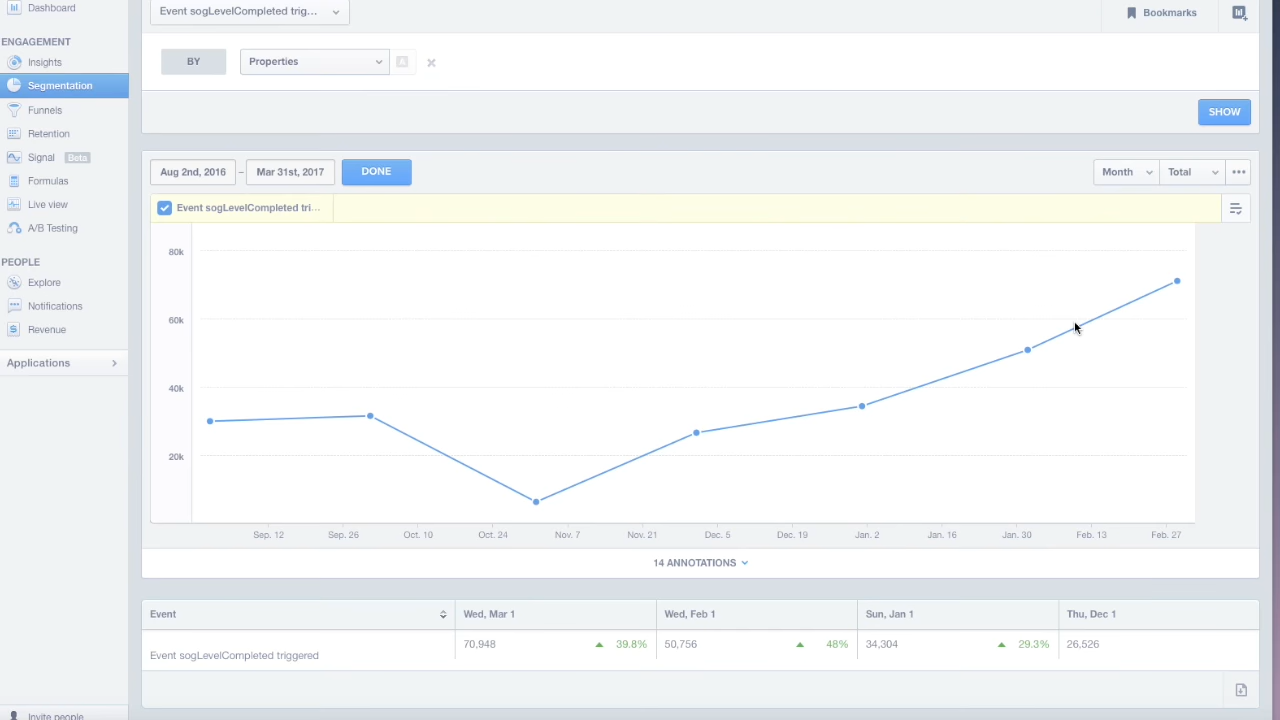 Dashboard
Event sogLevelCompleted trig...
Bookmarks
ENGAGEMENT
Insights
BY
Properties
A
Segmentation
Funnels
SHOW
Retention
Signal Beta
Formulas
Aug 2nd, 2016 – Mar 31st, 2017 DONE
Month Total
Live view
Event sogLevelCompleted tri...
A/B Testing
PEOPLE
Explore
Notifications
Revenue
Applications
80k
60k
40k
20k
Sep. 12 Sep. 26 Oct. 10 Oct. 24 Nov. 7 Nov. 21 Dec. 5 Dec. 19 Jan. 2 Jan. 16 Jan. 30 Feb. 13 Feb. 27
14 ANNOTATIONS
Event Wed, Mar 1 Wed, Feb 1 Sun, Jan 1 Thu, Dec 1
70,948 39.8% 50,756 48% 34,304 29.3% 26,526
Event sogLevelCompleted triggered
Invite people